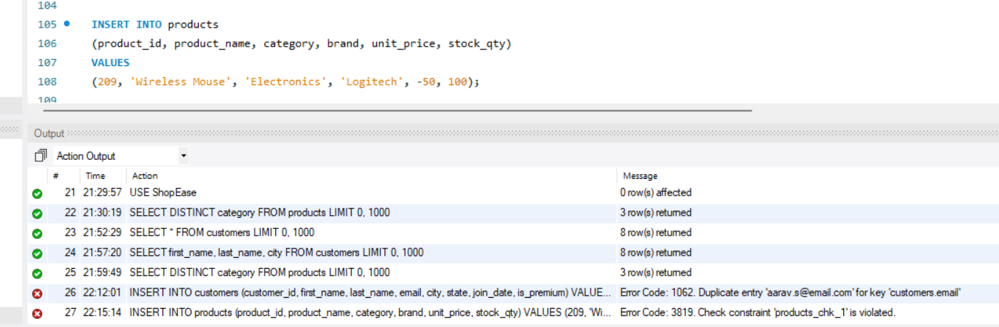 104
105 INSERT INTO products
106 (product_id, product_name, category, brand, unit_price, stock_qty)
107 VALUES
108 (209, 'Wireless Mouse', 'Electronics', 'Logitech', -50, 100);
109
Output
Action Output
# Time Action Message
21 21:29:57 USE ShopEase 0 row(s) affected
22 21:30:19 SELECT DISTINCT category FROM products LIMIT 0, 1000 3 row(s) returned
23 21:52:29 SELECT * FROM customers LIMIT 0, 1000 8 row(s) returned
24 21:57:20 SELECT first_name, last_name, city FROM customers LIMIT 0, 1000 8 row(s) returned
25 21:59:49 SELECT DISTINCT category FROM products LIMIT 0, 1000 3 row(s) returned
26 22:12:01 INSERT INTO customers (customer_id, first_name, last_name, email, city, state, join_date, is_premium) VALUE... Error Code: 1062. Duplicate entry 'aarav.s@email.com' for key 'customers.email'
27 22:15:14 INSERT INTO products (product_id, product_name, category, brand, unit_price, stock_qty) VALUES (209, 'Wi... Error Code: 3819. Check constraint 'products_chk_1' is violated.